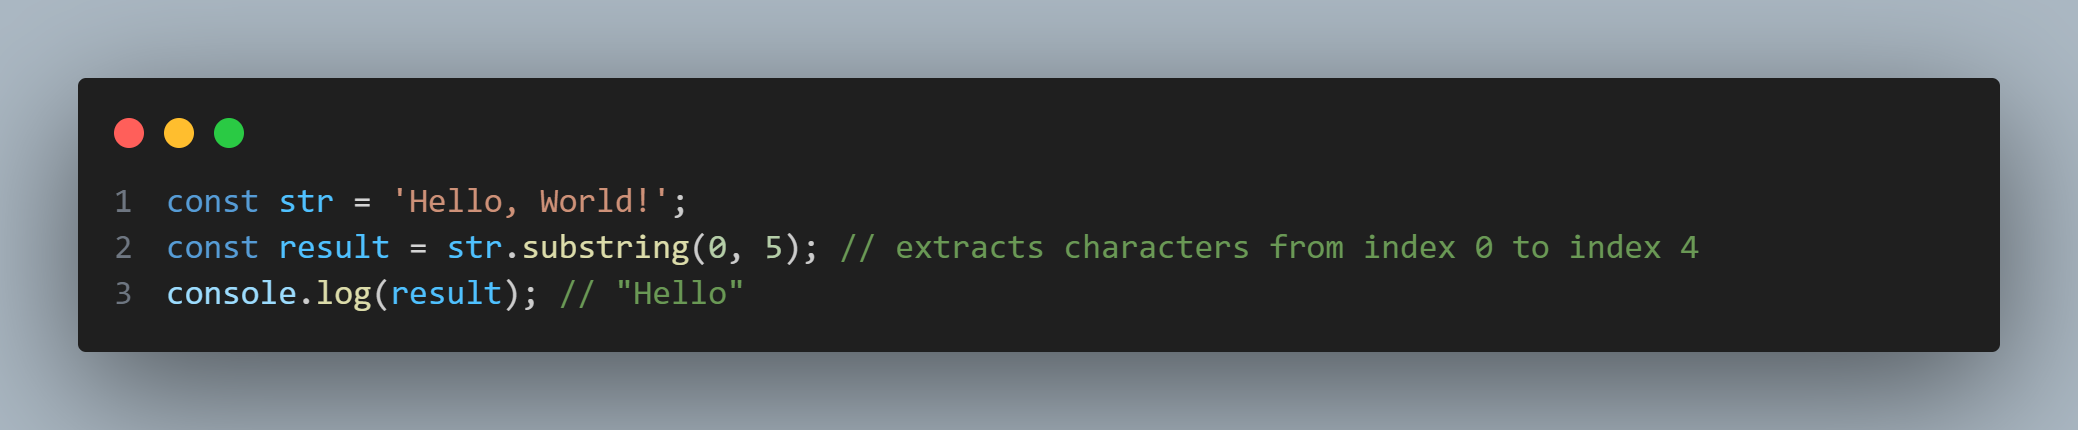 1 const str = 'Hello, World!';
2 const result = str.substring(0, 5); // extracts characters from index 0 to index 4
3 console.log(result); // "Hello"